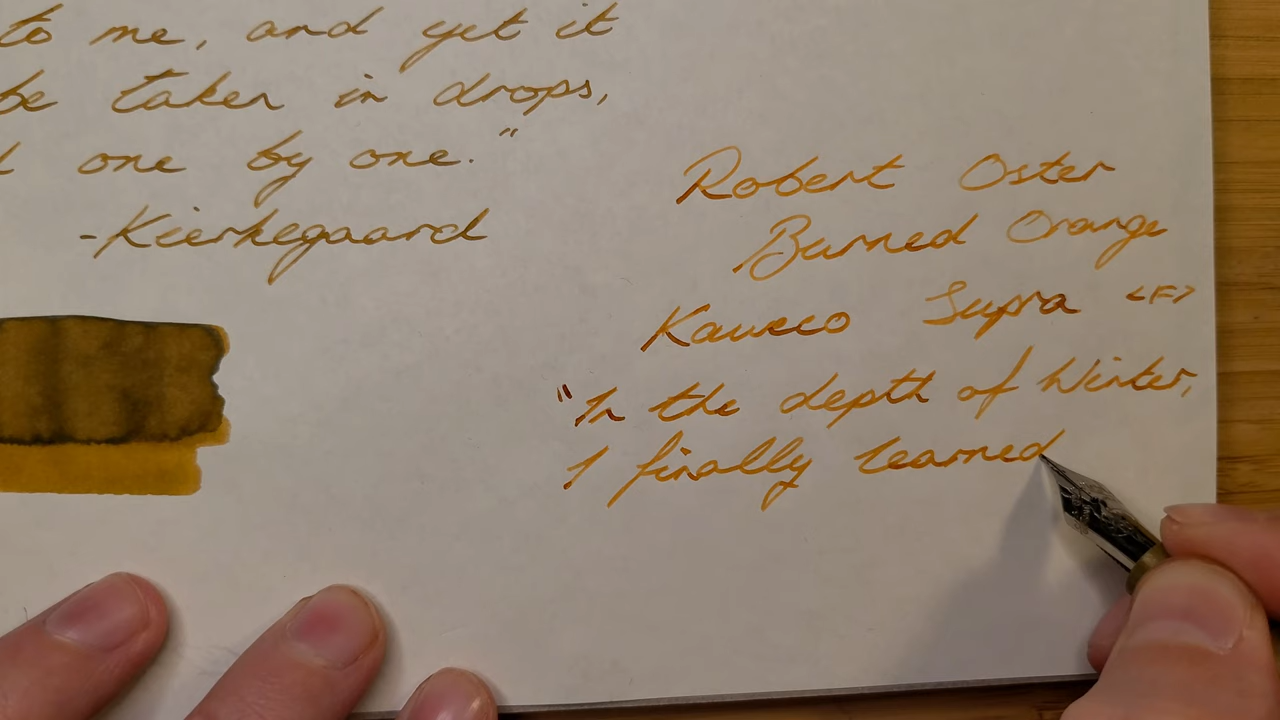 to me, and yet it
be taken in drops,
one by one."
-Kierkegaard
Robert Oster
Burned Orange
Kaweco Supra <F>
"In the depth of Winter,
I finally learned